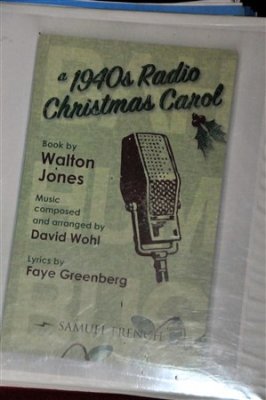 a 1940s Radio
Christmas Carol
Book by
Walton
Jones
Music
composed
and arranged by
David Wohl
Lyrics by
Faye Greenberg
SAMUEL FRENCH